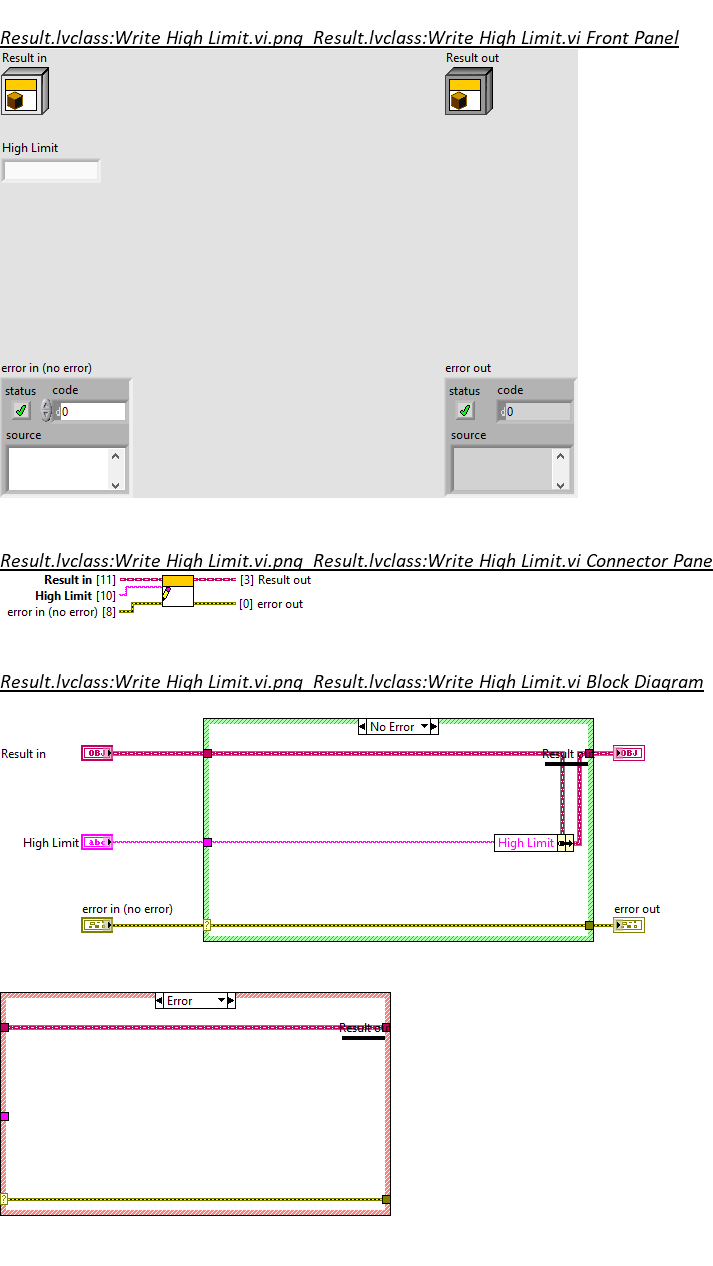 Result.lvclass:Write High Limit.vi.png Result.lvclass:Write High Limit.vi Front Panel
Result in
Result out
High Limit
error in (no error)
error out
status code
status code
d 0
d 0
source
source
Result.lvclass:Write High Limit.vi.png Result.lvclass:Write High Limit.vi Connector Pane
Result in [11]
[3] Result out
High Limit [10]
[0] error out
error in (no error) [8]
Result.lvclass:Write High Limit.vi.png Result.lvclass:Write High Limit.vi Block Diagram
No Error
Result in
OBJ
Result
OBJ
High Limit
abc
High Limit
error in (no error)
error out
?
Error
Result
?